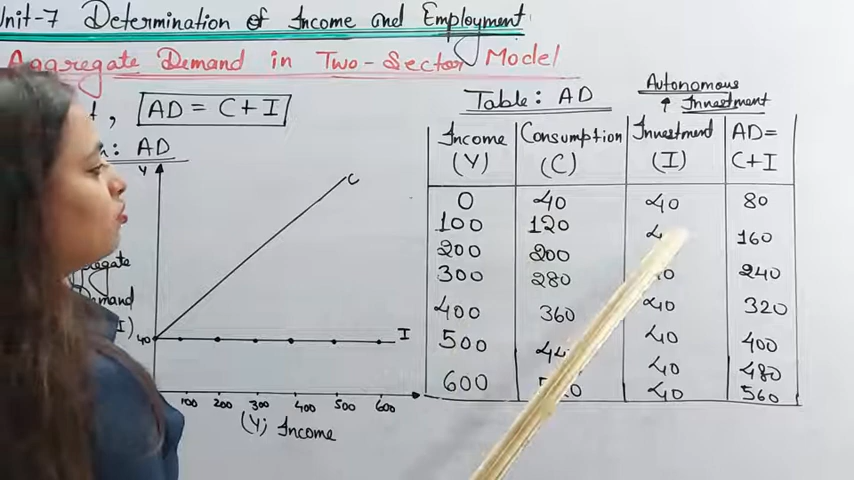 Unit-7 Determination of Income and Employment
Aggregate Demand in Two-Sector Model
AD = C+I
: AD
Y
C
40
I
100 200 300 400 500 600
(Y) Income
Demand
Table: AD
Autonomous
Investment
Income (Y) Consumption (C) Investment (I) AD= C+I
0 40 40 80
100 120 160
200 200 240
300 280 320
400 360 40 400
500 40 480
600 40 560
40